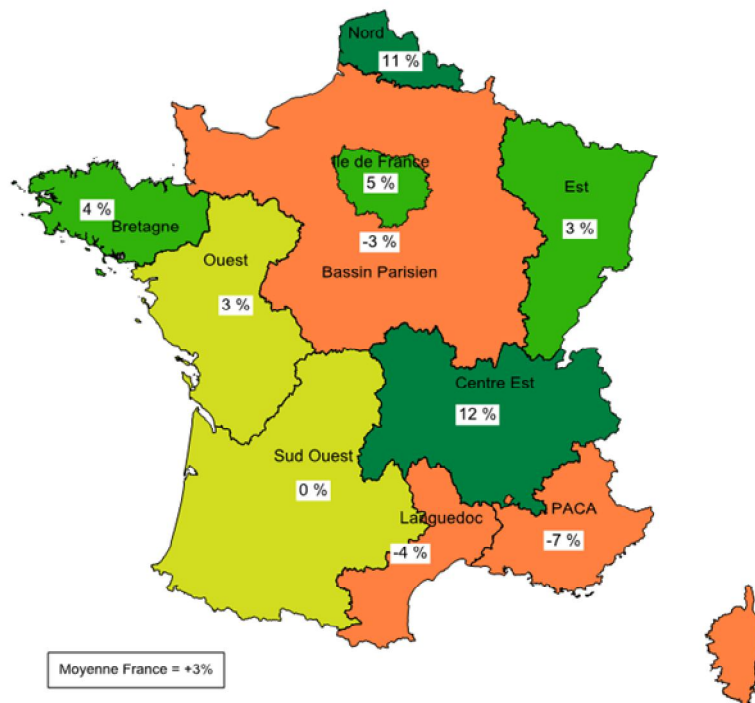 Nord
11 %
Ile de France
5 %
Est
3 %
4 %
Bretagne
-3 %
Bassin Parisien
Ouest
3 %
Centre Est
12 %
Sud Ouest
0 %
Languedoc
-4 %
PACA
-7 %
Moyenne France = +3%